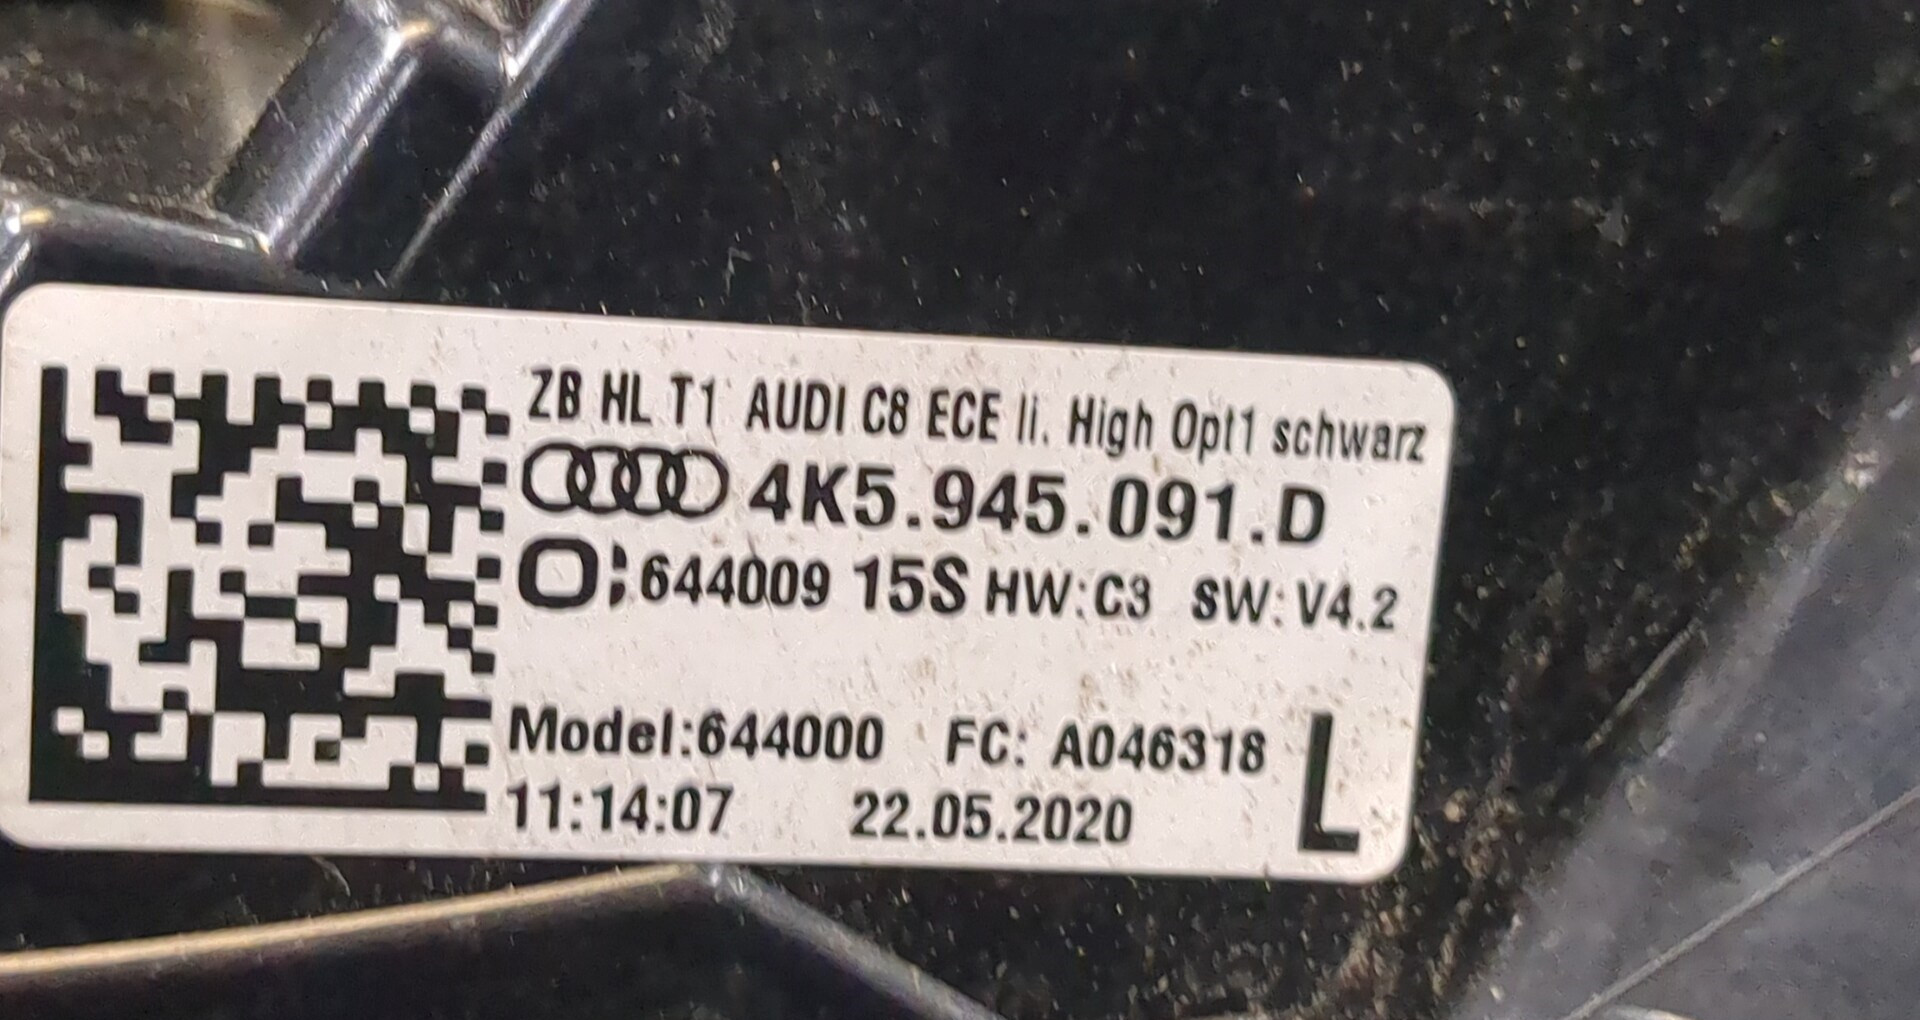 ZB HL T1 AUDI C8 ECE li. High Opt1 schwarz
4K5.945.091.D
O:644009 15S HW:C3 SW:V4.2
Model:644000 FC: A046318
11:14:07 22.05.2020
L